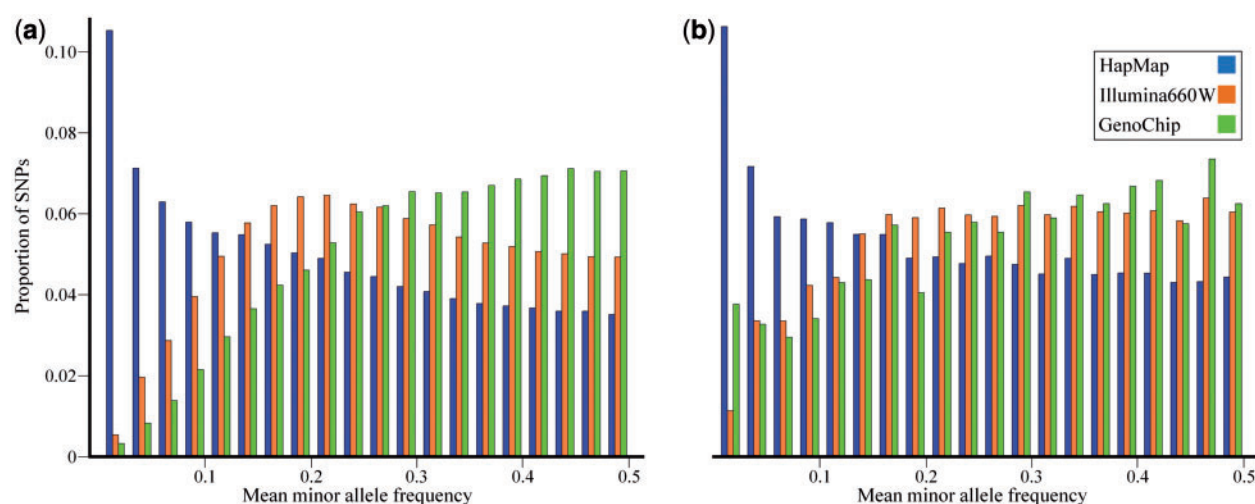 (a)
(b)
0.10
0.08
0.06
0.04
0.02
0
Proportion of SNPs
HapMap
Illumina660W
GenoChip
0.1 0.2 0.3 0.4 0.5
Mean minor allele frequency
0.1 0.2 0.3 0.4 0.5
Mean minor allele frequency